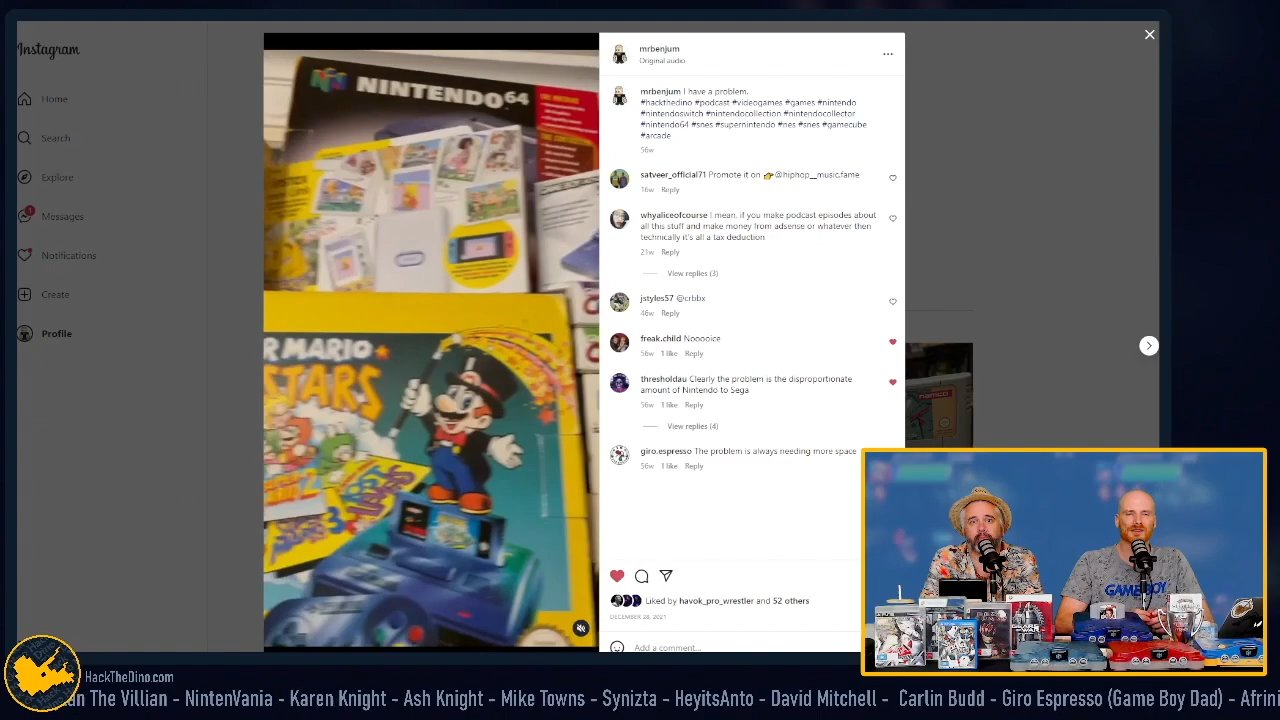 Instagram
Home
Search
Explore
1
Messages
Notifications
Create
Profile
NINTENDO 64
R MARIO
STARS
mrbenjum
Original audio
mrbenjum I have a problem.
#hackthedino #podcast #videogames #games #nintendo
#nintendoswitch #nintendocollection #nintendocollector
#nintendo64 #snes #supernintendo #nes #snes #gamecube
#arcade
56w
satveer_official71 Promote it on 👉@hiphop__music.fame
16w Reply
whyaliceofcourse I mean, if you make podcast episodes about
all this stuff and make money from adsense or whatever then
technically it's all a tax deduction
21w Reply
View replies (3)
jstyles57 @crbbx
46w Reply
freak.child Nooooice
56w 1 like Reply
thresholdau Clearly the problem is the disproportionate
amount of Nintendo to Sega
56w 1 like Reply
View replies (4)
giro.espresso The problem is always needing more space
56w 1 like Reply
Liked by havok_pro_wrestler and 52 others
DECEMBER 28, 2021
Add a comment...
namco
GAMEBOY
HackTheDino.com
an The Villian - NintenVania - Karen Knight - Ash Knight - Mike Towns - Synizta - HeyitsAnto - David Mitchell - Carlin Budd - Giro Espresso (Game Boy Dad) - Afrini